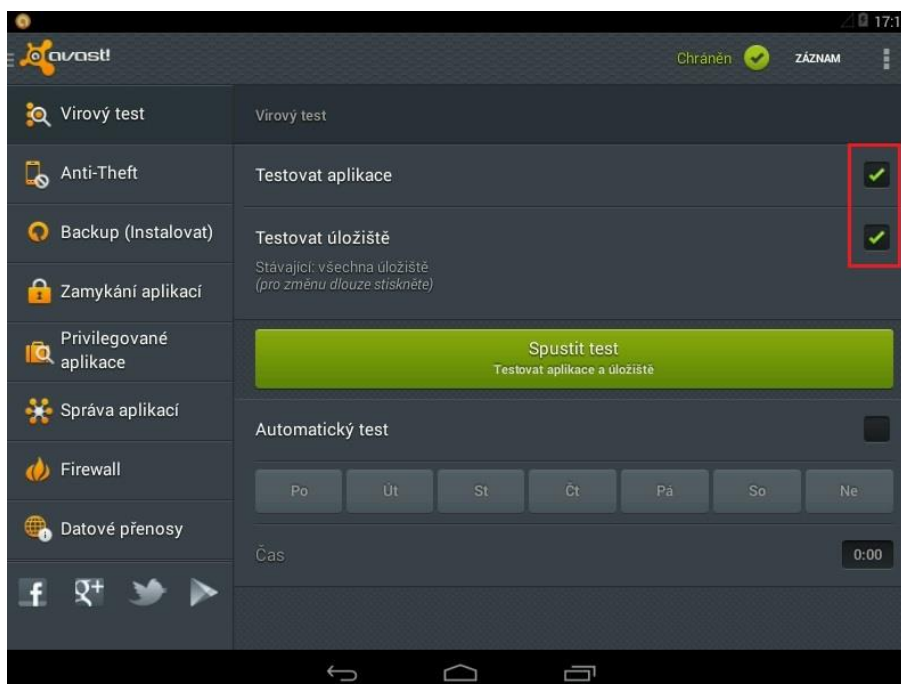 17:1
avast!
Chráněn
ZÁZNAM
Virový test
Anti-Theft
Backup (Instalovat)
Zamykání aplikací
Privilegované
aplikace
Správa aplikací
Firewall
Datové přenosy
f g+
Virový test
Testovat aplikace
Testovat úložiště
Stávající: všechna úložiště
(pro změnu dlouze stiskněte)
Spustit test
Testovat aplikace a úložiště
Automatický test
Po Út St Čt Pá So Ne
Čas 0:00